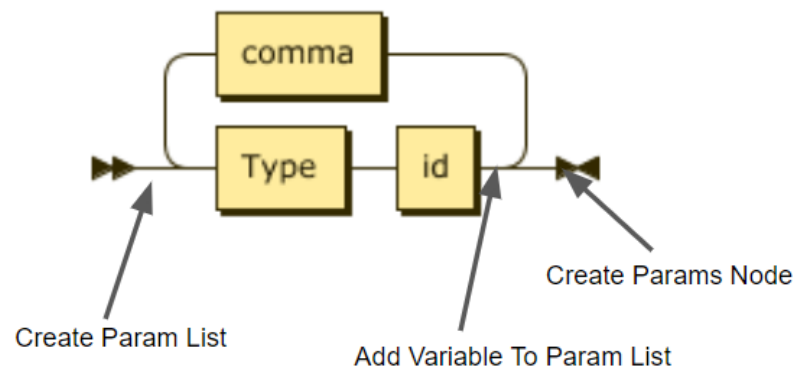 comma
Type
id
Create Params Node
Create Param List
Add Variable To Param List